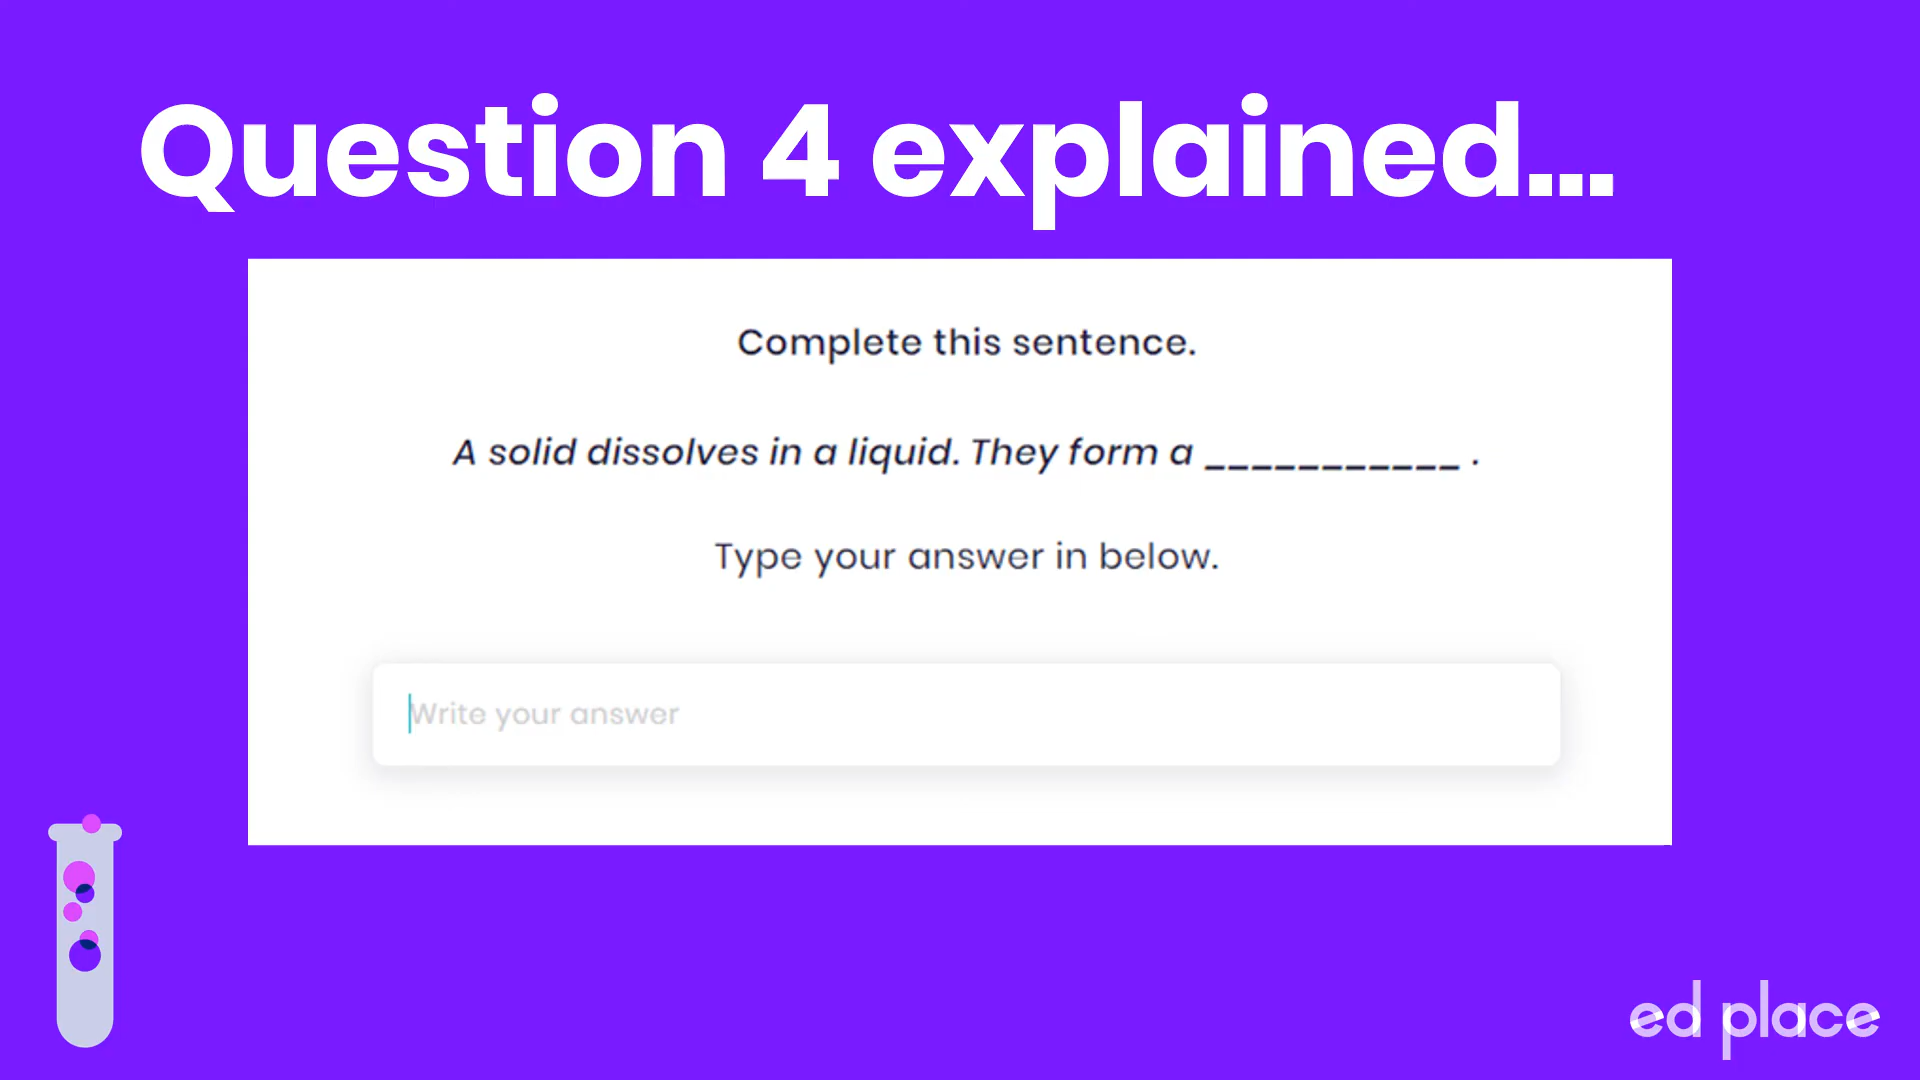 Question 4 explained...
Complete this sentence.
A solid dissolves in a liquid. They form a ___________ .
Type your answer in below.
Write your answer
ed place